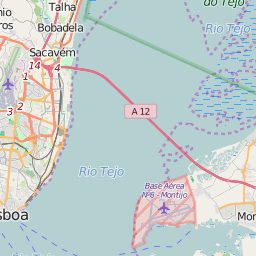 Talha
Bobadela
Sacavém
14
4
1
3
2
do Tejo
Rio Tejo
A 12
Rio Tejo
Base Aérea
Nº6 - Montijo
sboa
Mon